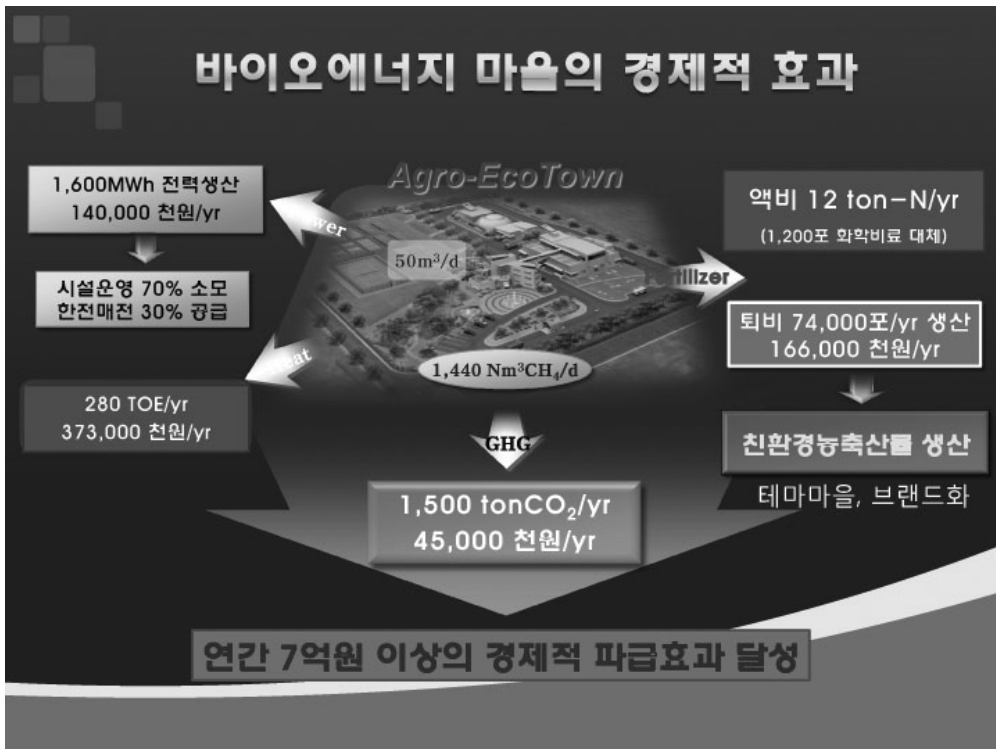 바이오에너지 마을의 경제적 효과
Agro-EcoTown
1,600MWh 전력생산
140,000 천원/yr
시설운영 70% 소모
한전매전 30% 공급
280 TOE/yr
373,000 천원/yr
50m³/d
1,440 Nm³CH₄/d
GHG
1,500 tonCO₂/yr
45,000 천원/yr
액비 12 ton-N/yr
(1,200포 화학비료 대체)
퇴비 74,000포/yr 생산
166,000 천원/yr
친환경농축산물 생산
테마마을, 브랜드화
연간 7억원 이상의 경제적 파급효과 달성